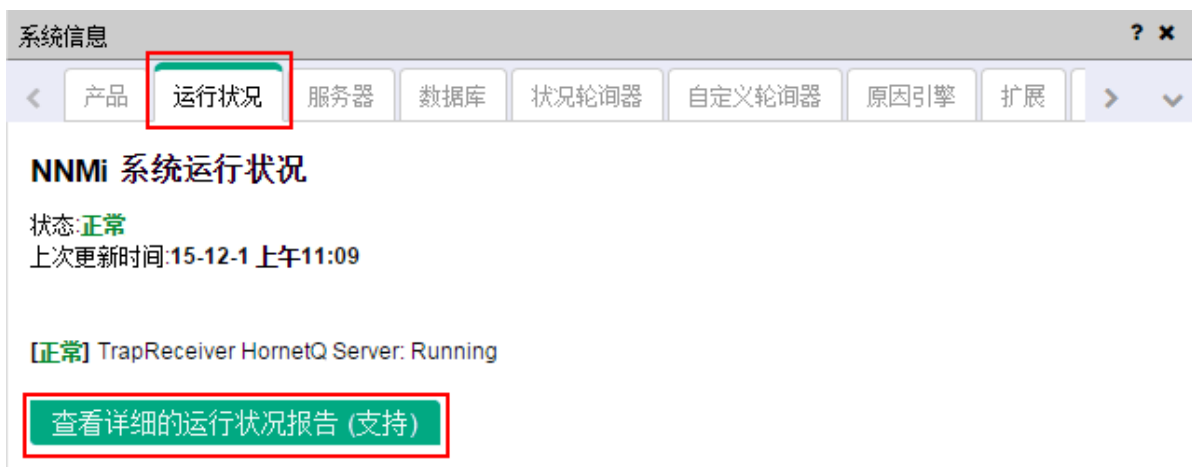 系统信息 ? ×
< 产品 运行状况 服务器 数据库 状况轮询器 自定义轮询器 原因引擎 扩展 >
NNMi 系统运行状况
状态:正常
上次更新时间:15-12-1 上午11:09
[正常] TrapReceiver HornetQ Server: Running
查看详细的运行状况报告 (支持)